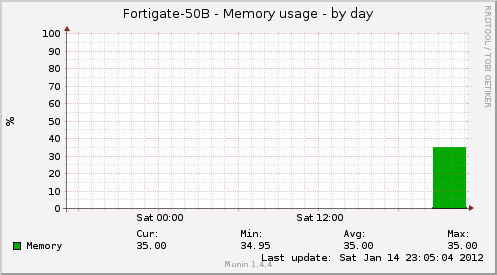 Fortigate-50B - Memory usage - by day
RRDTOOL / TOBI OETIKER
100
90
80
70
60
50
40
30
20
10
0
%
Sat 00:00 Sat 12:00
Cur: Min: Avg: Max:
Memory 35.00 34.95 35.00 35.00
Last update: Sat Jan 14 23:05:04 2012
Munin 1.4.4